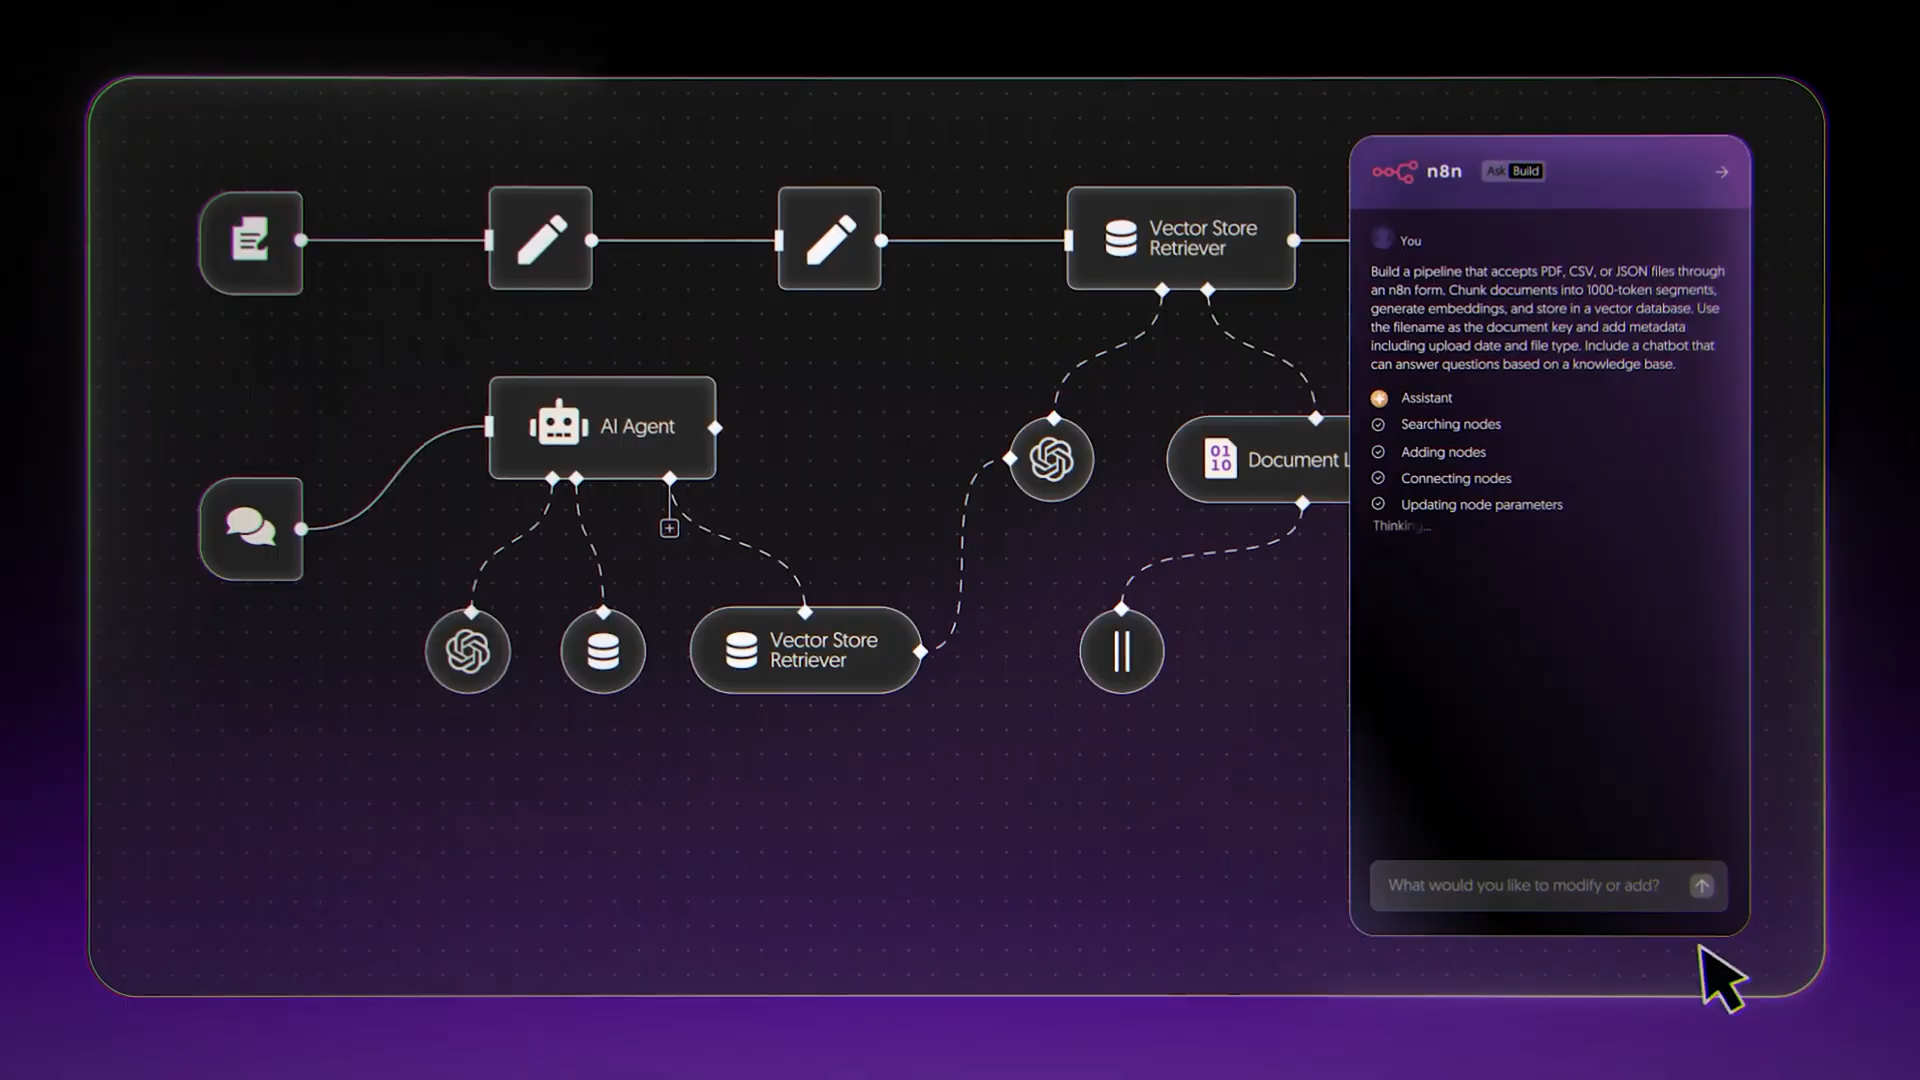 Vector Store
Retriever
AI Agent
Vector Store
Retriever
01
10
Document L
n8n
Ask Build
You
Build a pipeline that accepts PDF, CSV, or JSON files through
an n8n form. Chunk documents into 1000-token segments,
generate embeddings, and store in a vector database. Use
the filename as the document key and add metadata
including upload date and file type. Include a chatbot that
can answer questions based on a knowledge base.
Assistant
Searching nodes
Adding nodes
Connecting nodes
Updating node parameters
Thinking...
What would you like to modify or add?